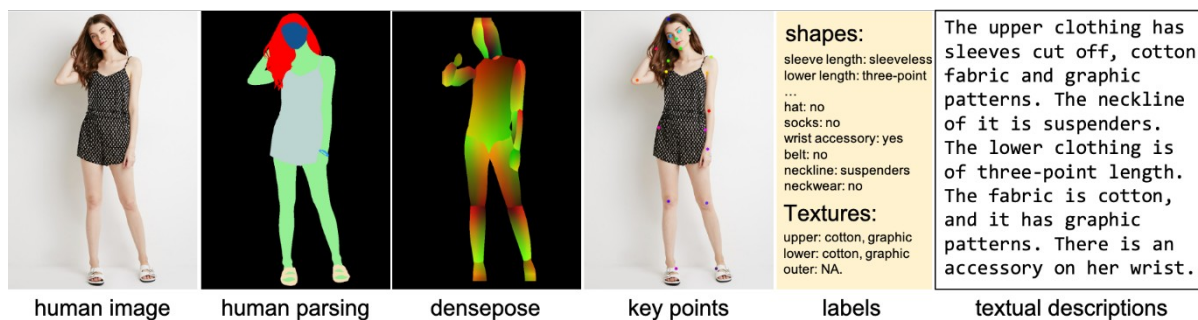 shapes:
sleeve length: sleeveless
lower length: three-point
...
hat: no
socks: no
wrist accessory: yes
belt: no
neckline: suspenders
neckwear: no
Textures:
upper: cotton, graphic
lower: cotton, graphic
outer: NA.
The upper clothing has
sleeves cut off, cotton
fabric and graphic
patterns. The neckline
of it is suspenders.
The lower clothing is
of three-point length.
The fabric is cotton,
and it has graphic
patterns. There is an
accessory on her wrist.
human image
human parsing
densepose
key points
labels
textual descriptions